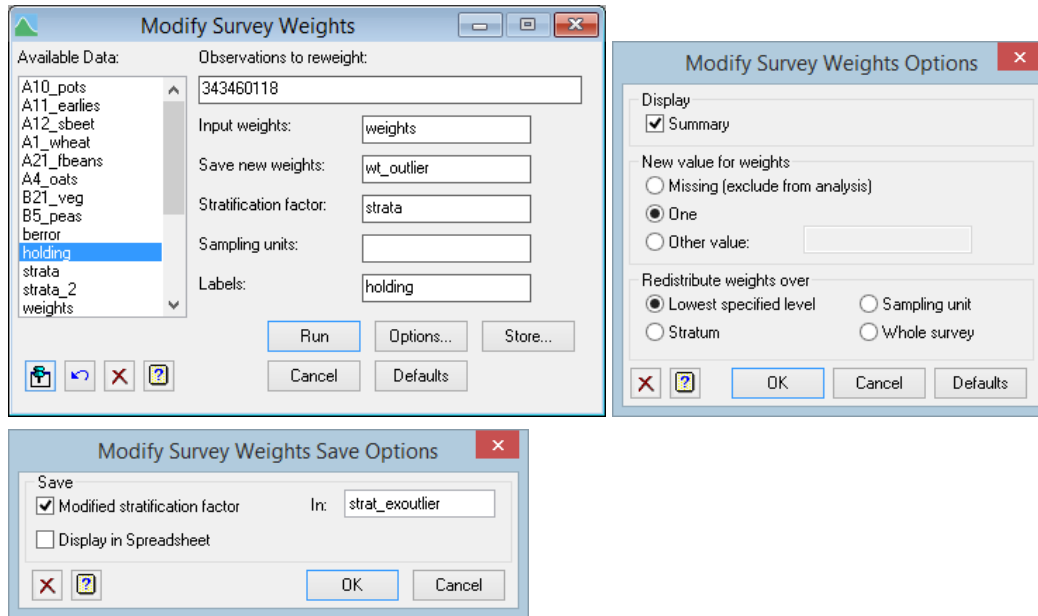 Modify Survey Weights
Available Data:
Observations to reweight:
A10_pots
A11_earlies
A12_sbeet
A1_wheat
A21_fbeans
A4_oats
B21_veg
B5_peas
berror
holding
strata
strata_2
weights
343460118
Input weights: weights
Save new weights: wt_outlier
Stratification factor: strata
Sampling units:
Labels: holding
Run Options... Store...
Cancel Defaults
Modify Survey Weights Options
Display
Summary
New value for weights
Missing (exclude from analysis)
One
Other value:
Redistribute weights over
Lowest specified level Sampling unit
Stratum Whole survey
OK Cancel Defaults
Modify Survey Weights Save Options
Save
Modified stratification factor In: strat_exoutlier
Display in Spreadsheet
OK Cancel